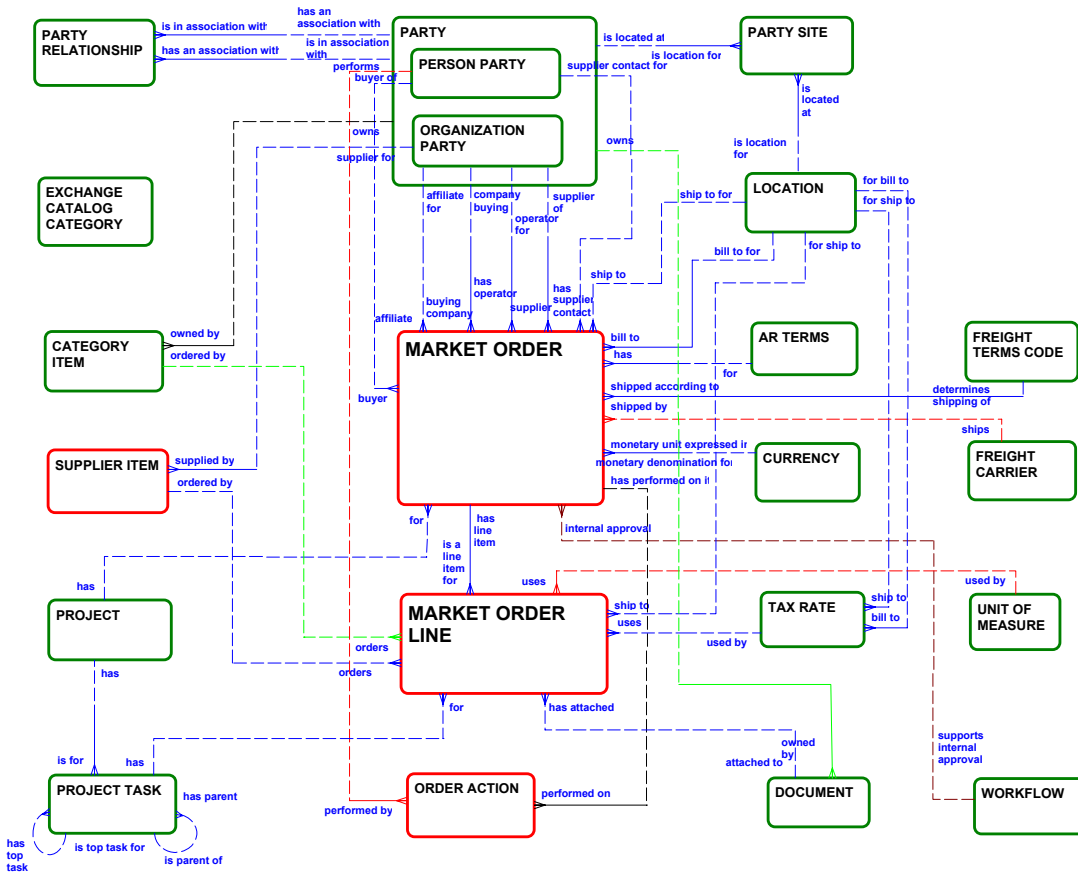 PARTY
RELATIONSHIP
is in association with
has an association with
has an
association with
is in association
with
PARTY
PERSON PARTY
performs
buyer of
supplier contact for
ORGANIZATION
PARTY
owns
supplier for
owns
is located at
is location for
PARTY SITE
is
located
at
is location
for
LOCATION
for bill to
for ship to
ship to for
for ship to
bill to for
ship to
EXCHANGE
CATALOG
CATEGORY
affiliate
for
company
buying
operator
for
supplier
of
affiliate
buying
company
has
operator
supplier
has
supplier
contact
CATEGORY
ITEM
owned by
ordered by
MARKET ORDER
buyer
bill to
has
for
AR TERMS
FREIGHT
TERMS CODE
shipped according to
determines
shipping of
shipped by
ships
FREIGHT
CARRIER
monetary unit expressed in
monetary denomination for
CURRENCY
has performed on it
SUPPLIER ITEM
supplied by
ordered by
for
has
line
item
internal approval
is a
line
item
for
uses
used by
has
PROJECT
has
MARKET ORDER
LINE
orders
orders
ship to
uses
used by
TAX RATE
ship to
bill to
UNIT OF
MEASURE
for
has attached
is for
has
owned
by
attached to
supports
internal
approval
PROJECT TASK
has parent
has
top
task
is top task for
is parent of
ORDER ACTION
performed by
performed on
DOCUMENT
WORKFLOW